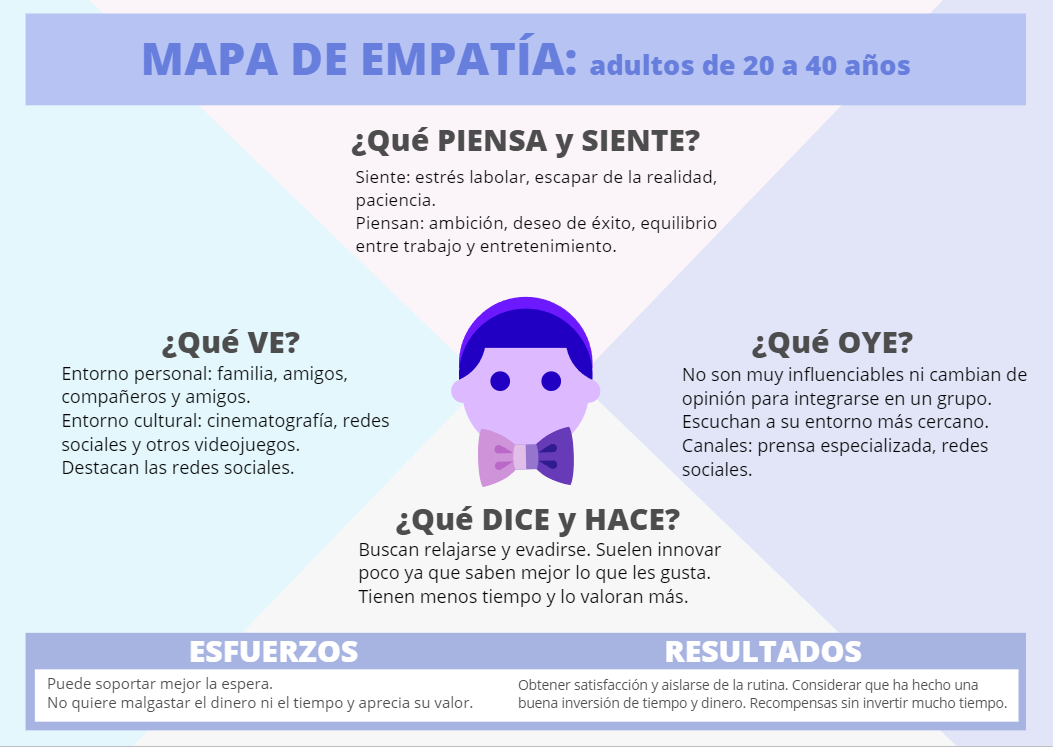 MAPA DE EMPATÍA: adultos de 20 a 40 años
¿Qué PIENSA y SIENTE?
Siente: estrés labolar, escapar de la realidad,
paciencia.
Piensan: ambición, deseo de éxito, equilibrio
entre trabajo y entretenimiento.
¿Qué VE?
Entorno personal: familia, amigos,
compañeros y amigos.
Entorno cultural: cinematografía, redes
sociales y otros videojuegos.
Destacan las redes sociales.
¿Qué OYE?
No son muy influenciables ni cambian de
opinión para integrarse en un grupo.
Escuchan a su entorno más cercano.
Canales: prensa especializada, redes
sociales.
¿Qué DICE y HACE?
Buscan relajarse y evadirse. Suelen innovar
poco ya que saben mejor lo que les gusta.
Tienen menos tiempo y lo valoran más.
ESFUERZOS
Puede soportar mejor la espera.
No quiere malgastar el dinero ni el tiempo y aprecia su valor.
RESULTADOS
Obtener satisfacción y aislarse de la rutina. Considerar que ha hecho una
buena inversión de tiempo y dinero. Recompensas sin invertir mucho tiempo.